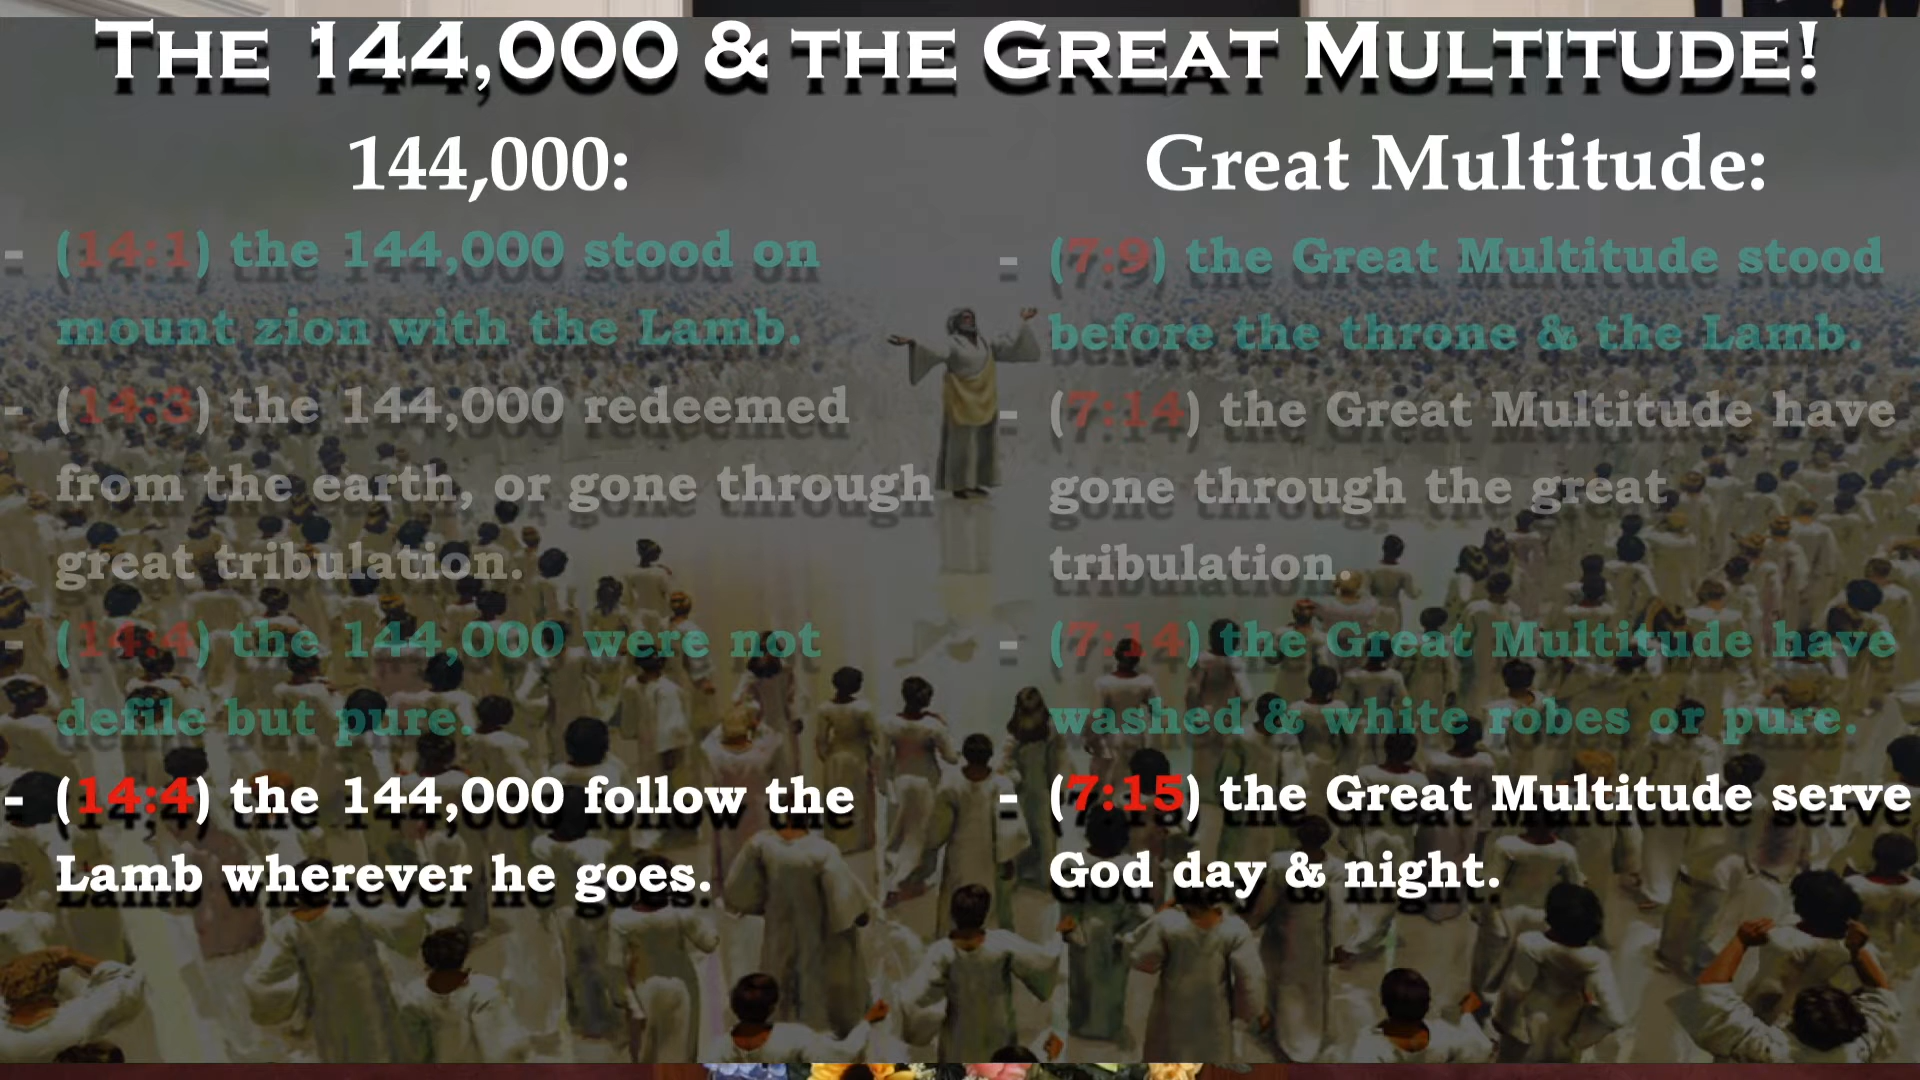 THE 144,000 & THE GREAT MULTITUDE!
144,000:
- (14:1) the 144,000 stood on
mount zion with the Lamb.
- (14:3) the 144,000 redeemed
from the earth, or gone through
great tribulation.
- (14:4) the 144,000 were not
defile but pure.
- (14:4) the 144,000 follow the
Lamb wherever he goes.
Great Multitude:
- (7:9) the Great Multitude stood
before the throne & the Lamb.
- (7:14) the Great Multitude have
gone through the great
tribulation.
- (7:14) the Great Multitude have
washed & white robes or pure.
- (7:15) the Great Multitude serve
God day & night.